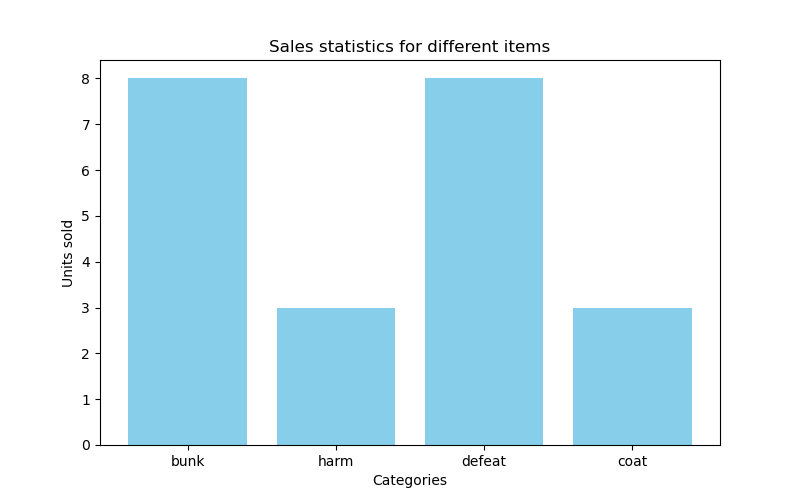 Sales statistics for different items
8
7
6
5
4
3
2
1
0
Units sold
bunk harm defeat coat
Categories